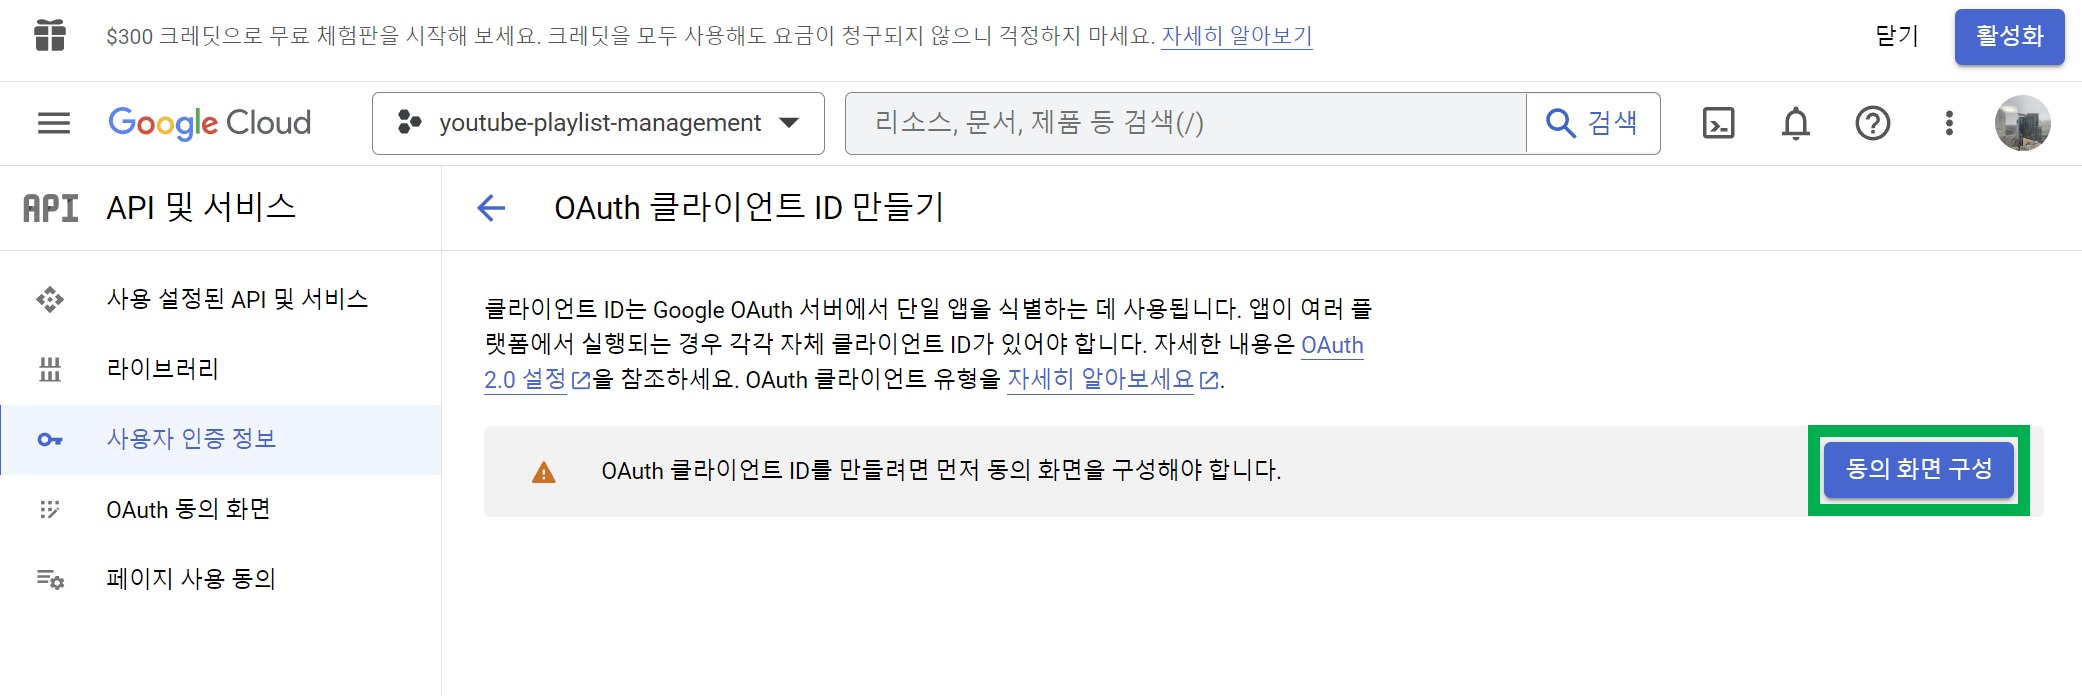 $300 크레딧으로 무료 체험판을 시작해 보세요. 크레딧을 모두 사용해도 요금이 청구되지 않으니 걱정하지 마세요. 자세히 알아보기
닫기
활성화
Google Cloud
youtube-playlist-management
리소스, 문서, 제품 등 검색(/)
검색
API
API 및 서비스
OAuth 클라이언트 ID 만들기
사용 설정된 API 및 서비스
라이브러리
사용자 인증 정보
OAuth 동의 화면
페이지 사용 동의
클라이언트 ID는 Google OAuth 서버에서 단일 앱을 식별하는 데 사용됩니다. 앱이 여러 플
랫폼에서 실행되는 경우 각각 자체 클라이언트 ID가 있어야 합니다. 자세한 내용은 OAuth
2.0 설정을 참조하세요. OAuth 클라이언트 유형을 자세히 알아보세요.
OAuth 클라이언트 ID를 만들려면 먼저 동의 화면을 구성해야 합니다.
동의 화면 구성